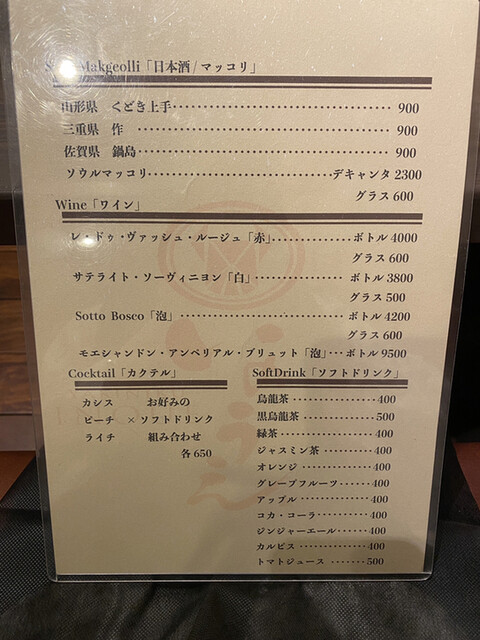 Makgeolli「日本酒/マッコリ」
山形県 くどき上手 900
三重県 作 900
佐賀県 鍋島 900
ソウルマッコリ デキャンタ 2300
グラス 600
Wine「ワイン」
レ・ドゥ・ヴァッシュ・ルージュ「赤」 ボトル 4000
グラス 600
サテライト・ソーヴィニヨン「白」 ボトル 3800
グラス 500
Sotto Bosco「泡」 ボトル 4200
グラス 600
モエシャンドン・アンペリアル・ブリュット「泡」 ボトル 9500
Cocktail「カクテル」
カシス お好みの
ピーチ × ソフトドリンク
ライチ 組み合わせ
各650
SoftDrink「ソフトドリンク」
烏龍茶 400
黒烏龍茶 500
緑茶 400
ジャスミン茶 400
オレンジ 400
グレープフルーツ 400
アップル 400
コカ・コーラ 400
ジンジャーエール 400
カルピス 400
トマトジュース 500